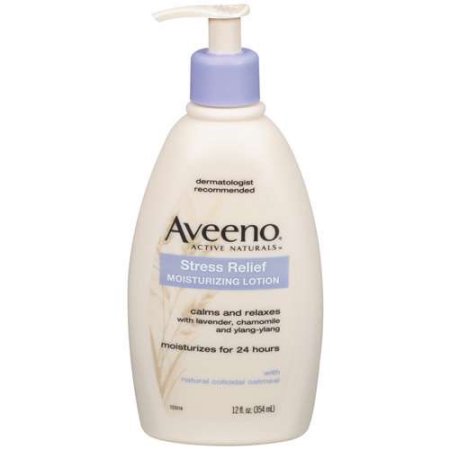 dermatologist
recommended
Aveeno®
ACTIVE NATURALS™
Stress Relief
MOISTURIZING LOTION
calms and relaxes
with lavender, chamomile
and ylang-ylang
moisturizes for 24 hours
with
natural colloidal oatmeal
12 fl. oz. (354 mL)